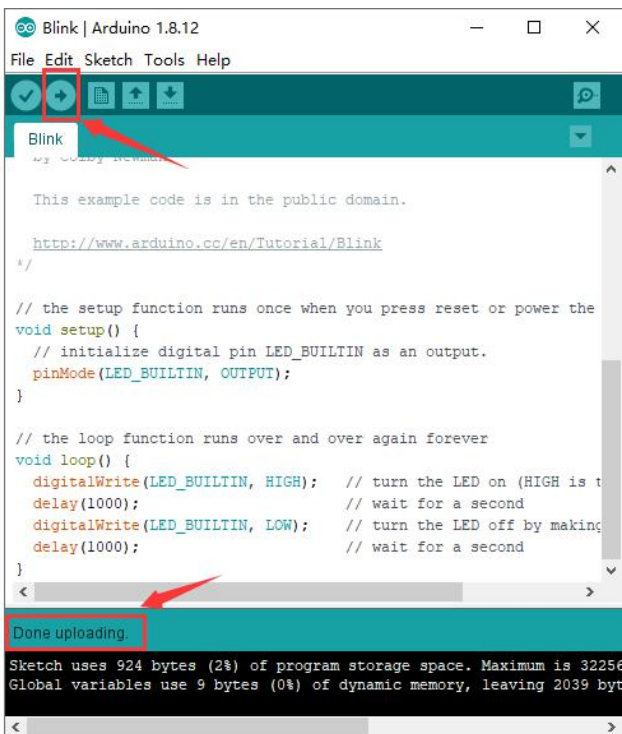 Blink | Arduino 1.8.12
File Edit Sketch Tools Help
Blink
This example code is in the public domain.
http://www.arduino.cc/en/Tutorial/Blink
*/
// the setup function runs once when you press reset or power the
void setup() {
  // initialize digital pin LED_BUILTIN as an output.
  pinMode(LED_BUILTIN, OUTPUT);
}
// the loop function runs over and over again forever
void loop() {
  digitalWrite(LED_BUILTIN, HIGH);   // turn the LED on (HIGH is t
  delay(1000);                       // wait for a second
  digitalWrite(LED_BUILTIN, LOW);    // turn the LED off by making
  delay(1000);                       // wait for a second
}
Done uploading.
Sketch uses 924 bytes (2%) of program storage space. Maximum is 32256
Global variables use 9 bytes (0%) of dynamic memory, leaving 2039 byt